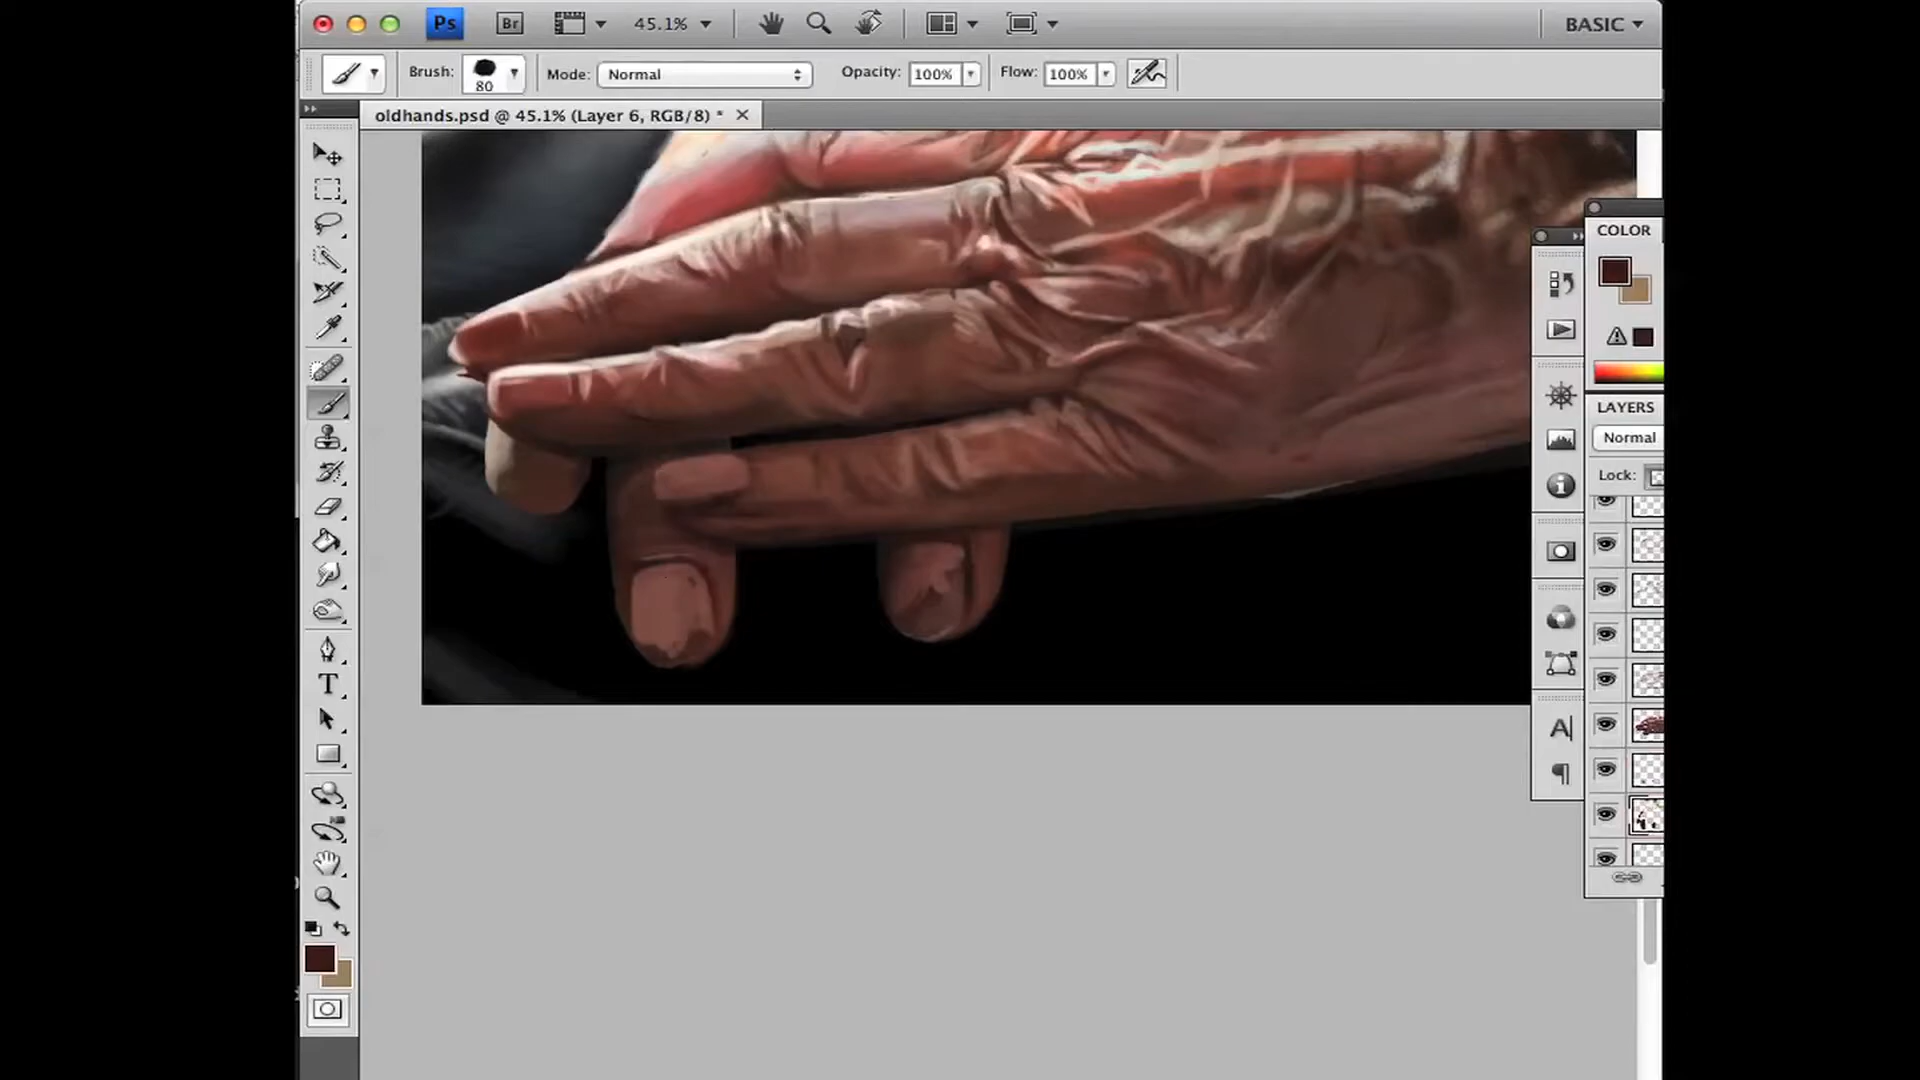 Ps Br 45.1% BASIC
Brush: 80 Mode: Normal Opacity: 100% Flow: 100%
oldhands.psd @ 45.1% (Layer 6, RGB/8) *
COLOR
LAYERS
Normal
Lock:
T
A
¶